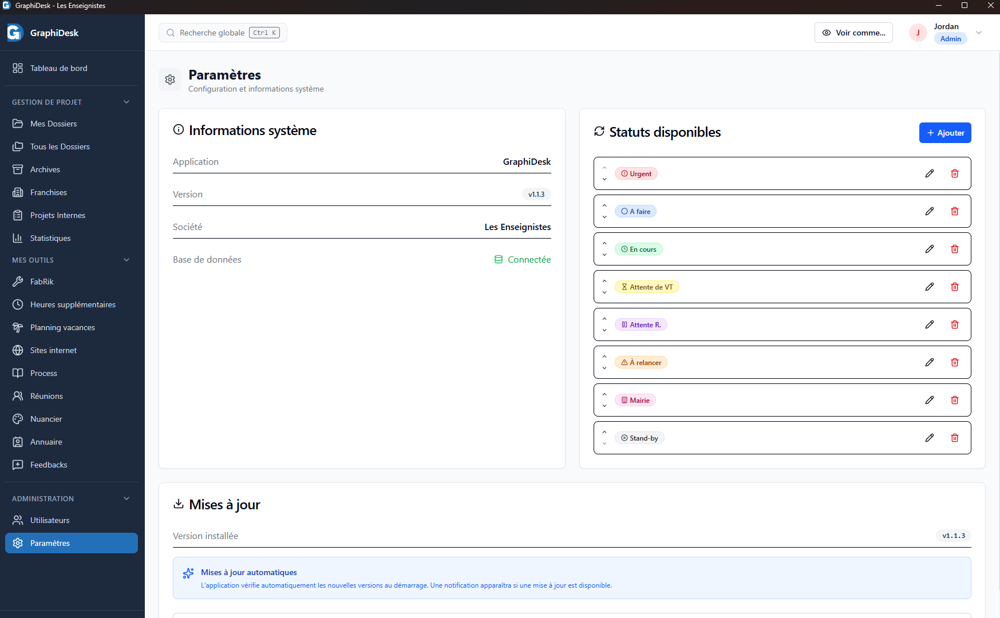 GraphiDesk - Les Enseignistes
GraphiDesk
Tableau de bord
GESTION DE PROJET
Mes Dossiers
Tous les Dossiers
Archives
Franchises
Projets Internes
Statistiques
MES OUTILS
FabRik
Heures supplémentaires
Planning vacances
Sites internet
Process
Réunions
Nuancier
Annuaire
Feedbacks
ADMINISTRATION
Utilisateurs
Paramètres
Recherche globale Ctrl K
Voir comme...
J
Jordan
Admin
Paramètres
Configuration et informations système
Informations système
Application GraphiDesk
Version v1.1.3
Société Les Enseignistes
Base de données Connectée
Statuts disponibles
+ Ajouter
Urgent
A faire
En cours
Attente de VT
Attente R.
À relancer
Mairie
Stand-by
Mises à jour
Version installée v1.1.3
Mises à jour automatiques
L'application vérifie automatiquement les nouvelles versions au démarrage. Une notification apparaîtra si une mise à jour est disponible.